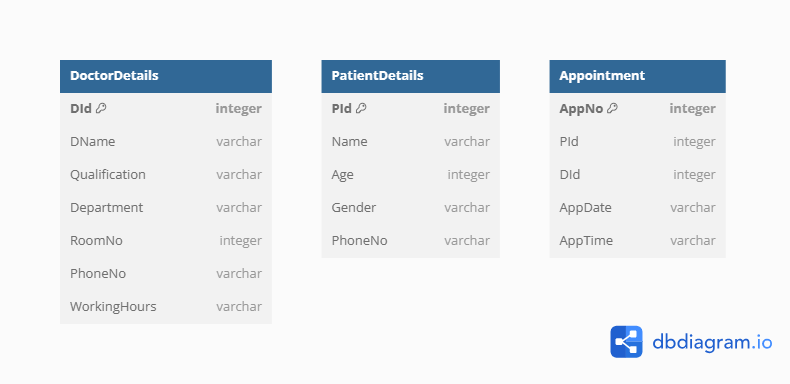 DoctorDetails
DId integer
DName varchar
Qualification varchar
Department varchar
RoomNo integer
PhoneNo varchar
WorkingHours varchar
PatientDetails
PId integer
Name varchar
Age integer
Gender varchar
PhoneNo varchar
Appointment
AppNo integer
PId integer
DId integer
AppDate varchar
AppTime varchar
dbdiagram.io